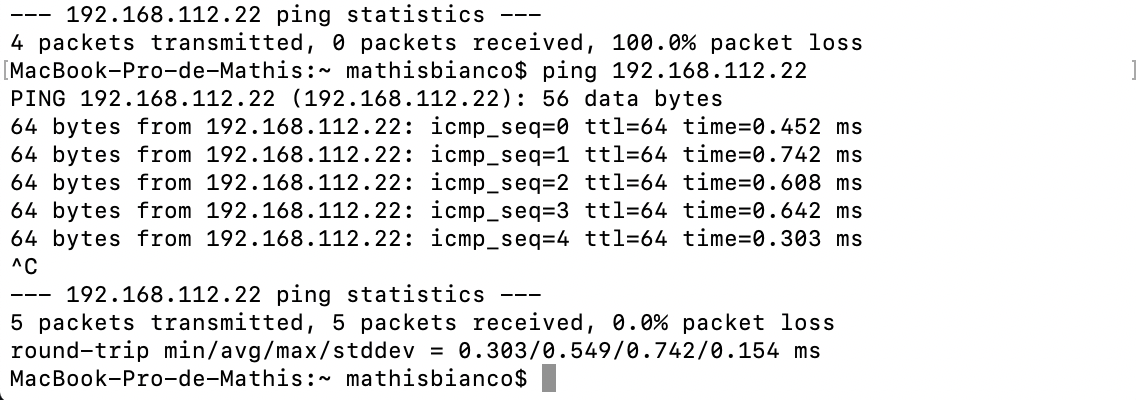 --- 192.168.112.22 ping statistics ---
4 packets transmitted, 0 packets received, 100.0% packet loss
[MacBook-Pro-de-Mathis:~ mathisbianco$ ping 192.168.112.22 ]
PING 192.168.112.22 (192.168.112.22): 56 data bytes
64 bytes from 192.168.112.22: icmp_seq=0 ttl=64 time=0.452 ms
64 bytes from 192.168.112.22: icmp_seq=1 ttl=64 time=0.742 ms
64 bytes from 192.168.112.22: icmp_seq=2 ttl=64 time=0.608 ms
64 bytes from 192.168.112.22: icmp_seq=3 ttl=64 time=0.642 ms
64 bytes from 192.168.112.22: icmp_seq=4 ttl=64 time=0.303 ms
^C
--- 192.168.112.22 ping statistics ---
5 packets transmitted, 5 packets received, 0.0% packet loss
round-trip min/avg/max/stddev = 0.303/0.549/0.742/0.154 ms
MacBook-Pro-de-Mathis:~ mathisbianco$